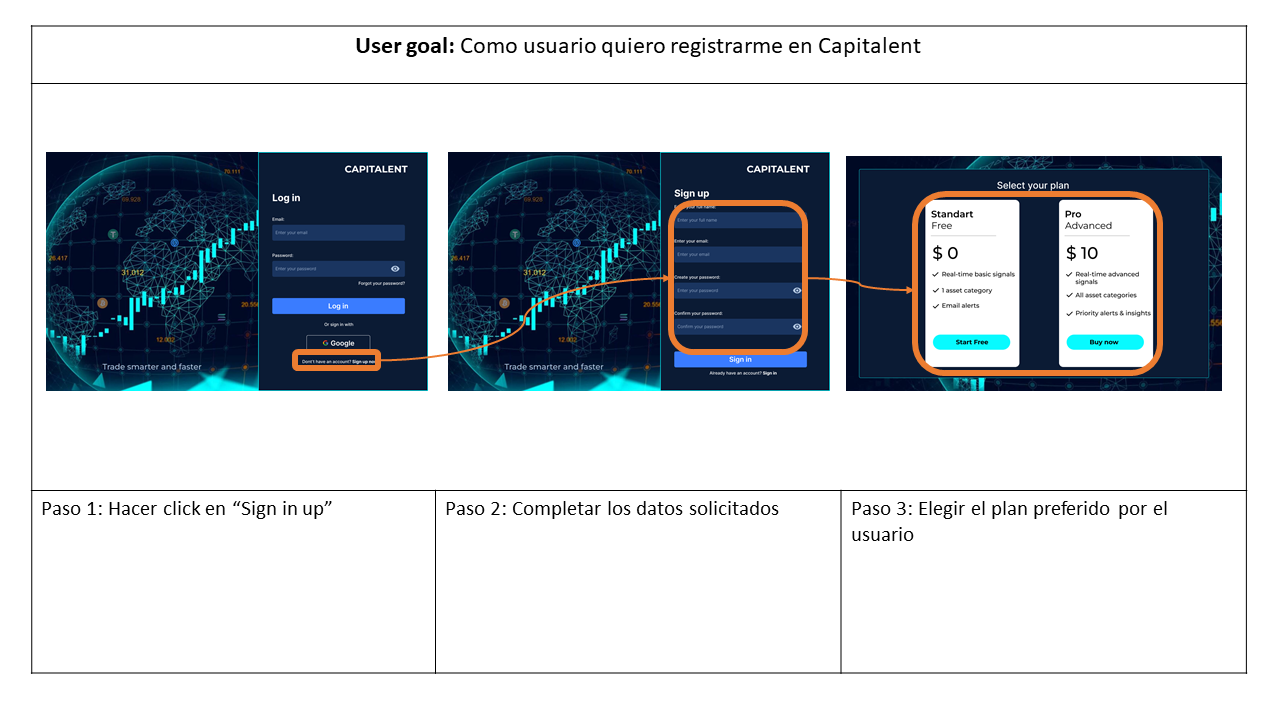 User goal: Como usuario quiero registrarme en Capitalent
CAPITALENT
Log in
Email:
Enter your email
Password:
Enter your password
Forgot your password?
Log in
Or sign in with
G Google
Don't have an account? Sign up
70.111
69.828
26.417
31.012
20.55
12.002
Trade smarter and faster
CAPITALENT
Sign up
your full name:
Enter your full name
Enter your email:
Enter your email
Create your password:
Enter your password
Confirm your password:
Confirm your password
Sign in
Already have an account? Sign in
70.111
69.928
26.417
31.012
20.55
12.002
Trade smarter and faster
Select your plan
Standart
Free
$ 0
Real-time basic signals
1 asset category
Email alerts
Start Free
Pro
Advanced
$ 10
Real-time advanced
signals
All asset categories
Priority alerts & insights
Buy now
Paso 1: Hacer click en “Sign in up”
Paso 2: Completar los datos solicitados
Paso 3: Elegir el plan preferido por el
usuario